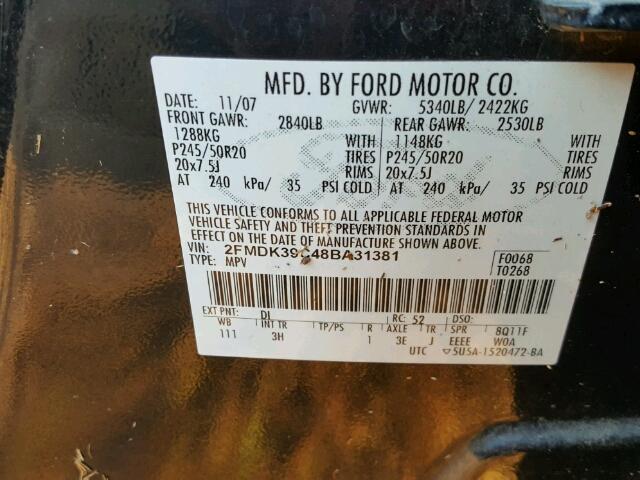 MFD. BY FORD MOTOR CO.
DATE: 11/07 GVWR: 5340LB/ 2422KG
FRONT GAWR: 2840LB REAR GAWR: 2530LB
1288KG WITH 1148KG WITH
P245/50R20 TIRES P245/50R20 TIRES
20x7.5J RIMS 20x7.5J RIMS
AT 240 kPa/ 35 PSI COLD AT 240 kPa/ 35 PSI COLD
THIS VEHICLE CONFORMS TO ALL APPLICABLE FEDERAL MOTOR
VEHICLE SAFETY AND THEFT PREVENTION STANDARDS IN
EFFECT ON THE DATE OF MANUFACTURE SHOWN ABOVE.
VIN: 2FMDK39C48BA31381 F0068
TYPE: MPV T0268
EXT PNT: DI RC: 52 DSO:
WB INT TR TP/PS R AXLE TR SPR 8Q11F
111 3H 1 3E J EEEE WOA
UTC 5U5A-1520472-BA